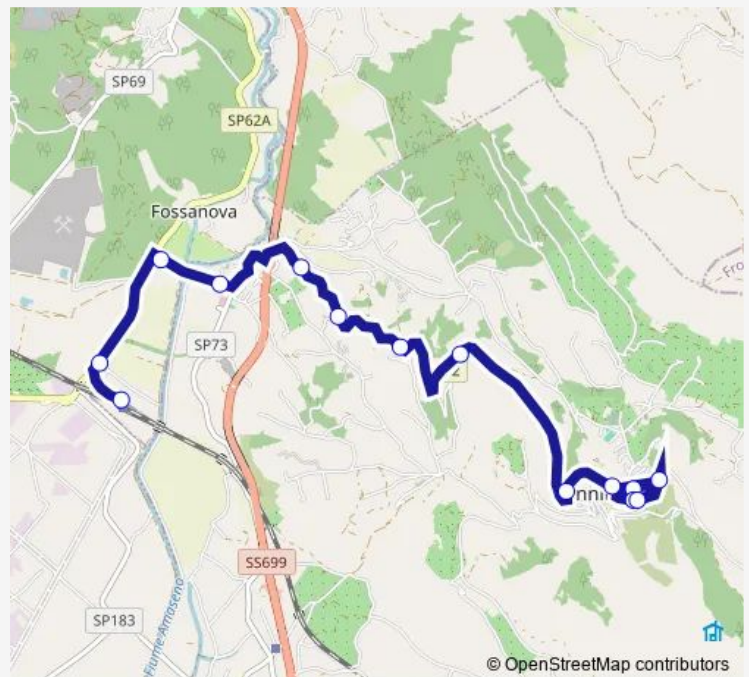 SP69
SP62A
Fossanova
SP73
SS699
SP183
Fiume Amaseno
© OpenStreetMap contributors